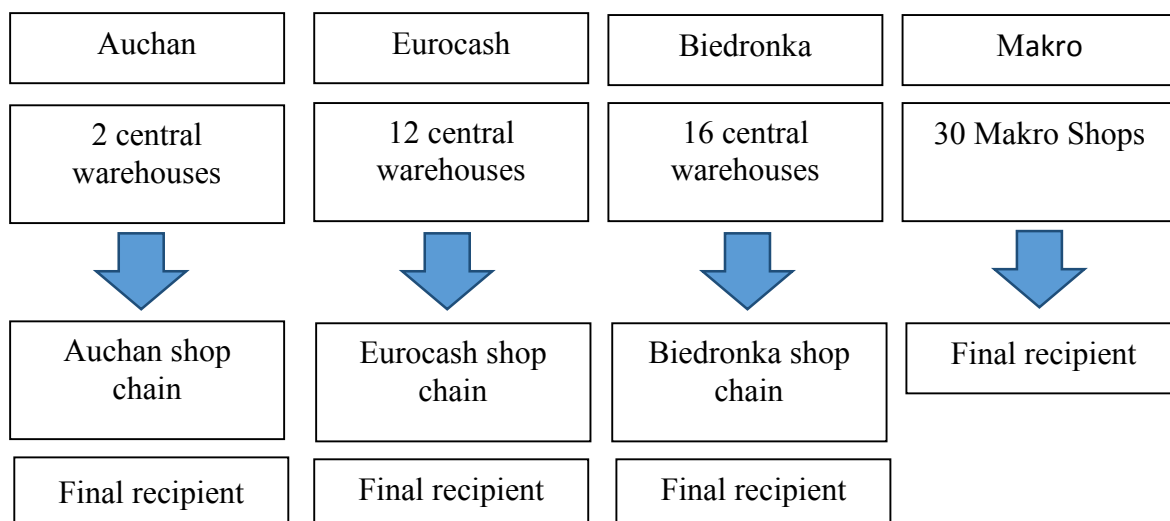 Auchan
Eurocash
Biedronka
Makro
2 central
warehouses
12 central
warehouses
16 central
warehouses
30 Makro Shops
Auchan shop
chain
Eurocash shop
chain
Biedronka shop
chain
Final recipient
Final recipient
Final recipient
Final recipient